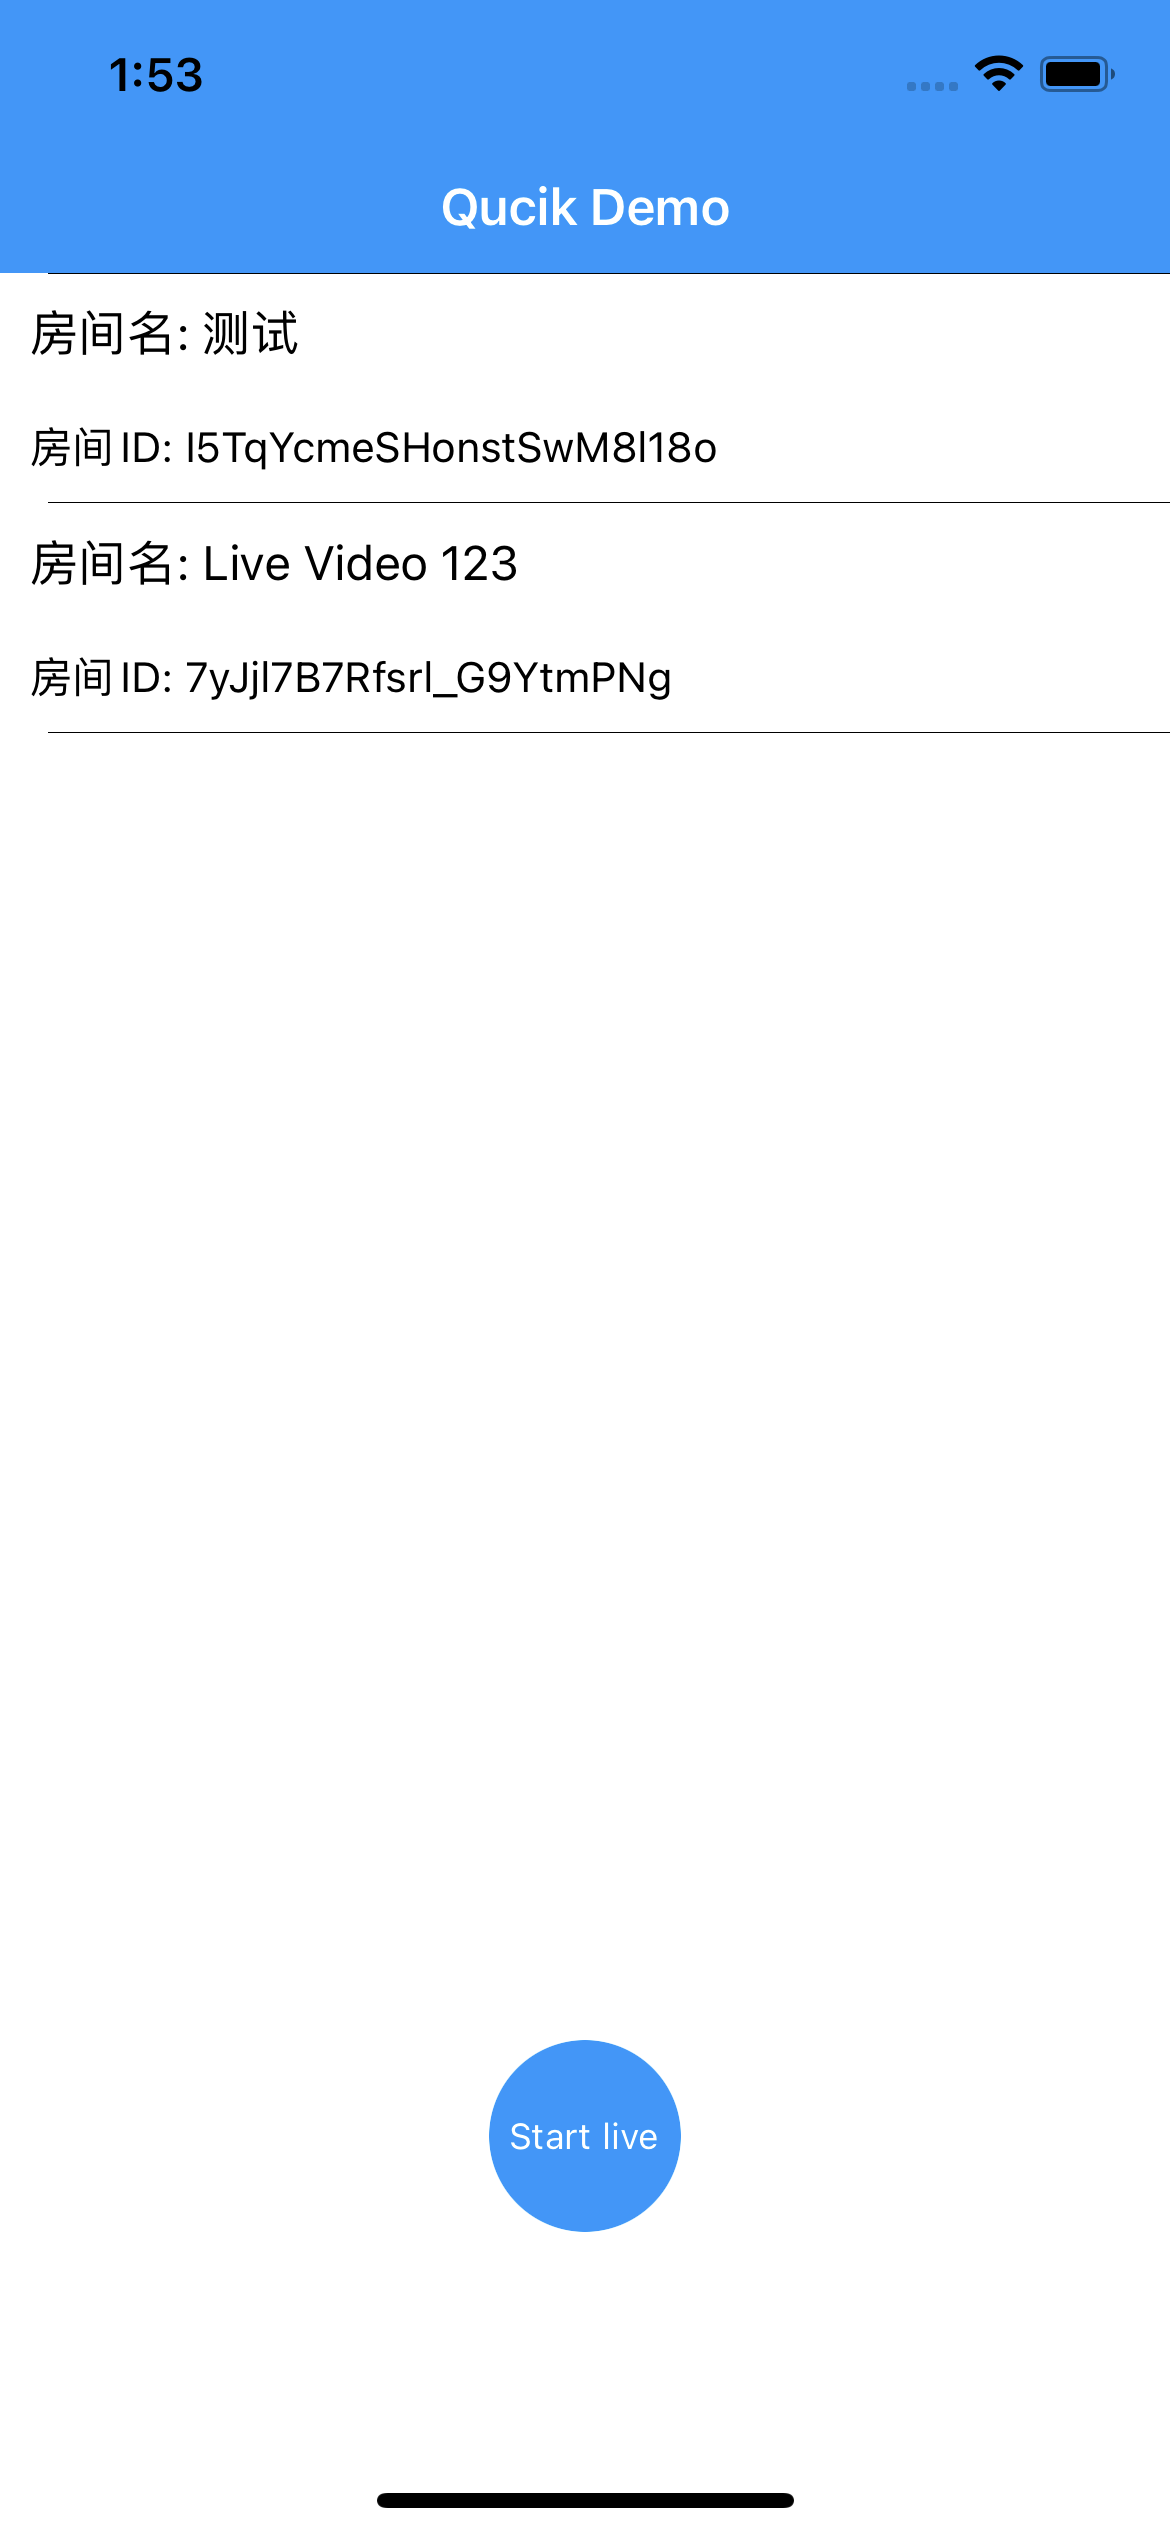 1:53
Qucik Demo
房间名: 测试
房间 ID: I5TqYcmeSHonstSwM8I18o
房间名: Live Video 123
房间 ID: 7yJjl7B7Rfsrl_G9YtmPNg
Start live